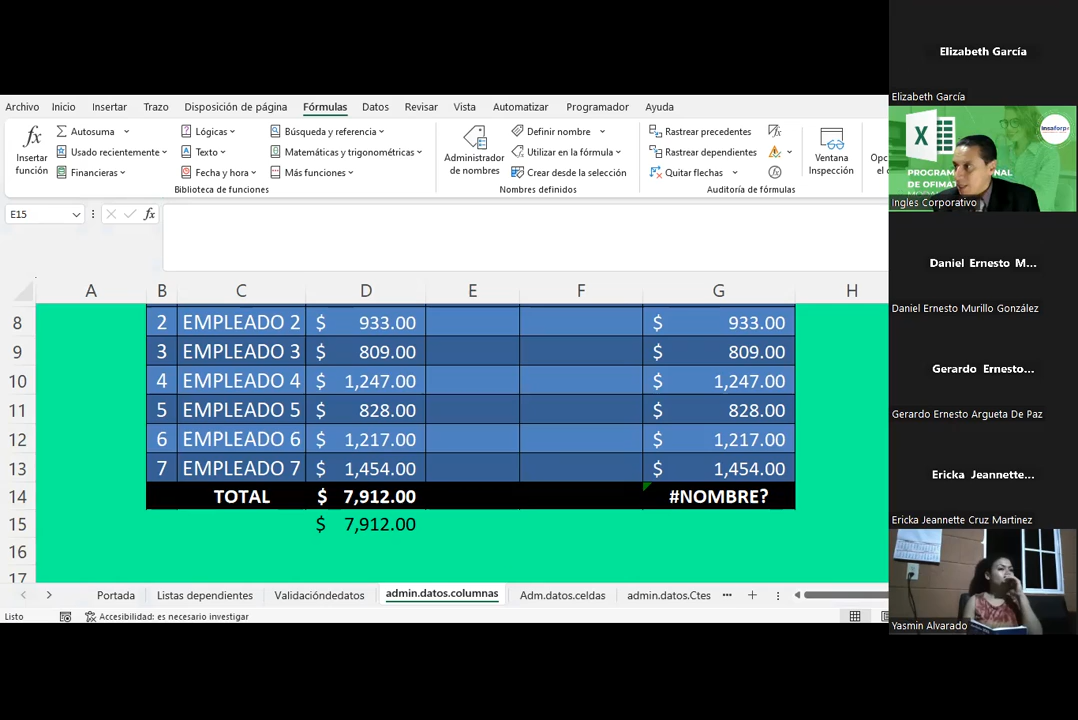 Archivo Inicio Insertar Trazo Disposición de página Fórmulas Datos Revisar Vista Automatizar Programador Ayuda
fx Insertar función
Autosuma
Usado recientemente
Financieras
Lógicas
Texto
Fecha y hora
Búsqueda y referencia
Matemáticas y trigonométricas
Más funciones
Biblioteca de funciones
Administrador de nombres
Definir nombre
Utilizar en la fórmula
Crear desde la selección
Nombres definidos
Rastrear precedentes
Rastrear dependientes
Quitar flechas
fx
Ventana Inspección
Auditoría de fórmulas
E15
fx
A B C D E F G H
8 2 EMPLEADO 2 $ 933.00 $ 933.00
9 3 EMPLEADO 3 $ 809.00 $ 809.00
10 4 EMPLEADO 4 $ 1,247.00 $ 1,247.00
11 5 EMPLEADO 5 $ 828.00 $ 828.00
12 6 EMPLEADO 6 $ 1,217.00 $ 1,217.00
13 7 EMPLEADO 7 $ 1,454.00 $ 1,454.00
14 TOTAL $ 7,912.00 #NOMBRE?
15 $ 7,912.00
16
17
Portada Listas dependientes Validacióndedatos admin.datos.columnas Adm.datos.celdas admin.datos.Ctes
Listo Accesibilidad: es necesario investigar
Elizabeth García
Elizabeth García
X
insaforp
DE
Ingles Corporativo
Daniel Ernesto M...
Daniel Ernesto Murillo González
Gerardo Ernesto...
Gerardo Ernesto Argueta De Paz
Ericka Jeannette...
Ericka Jeannette Cruz Martinez
Yasmin Alvarado